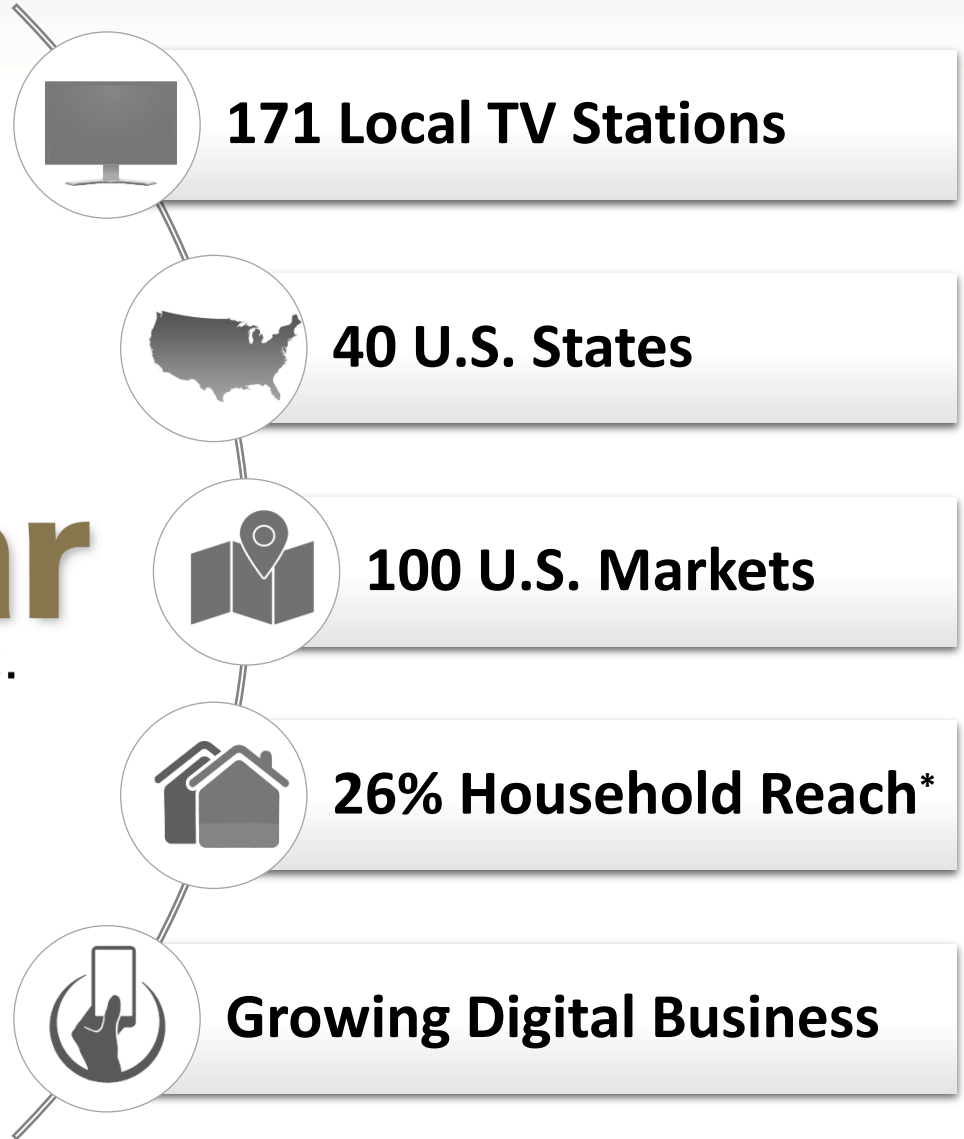 171 Local TV Stations
40 U.S. States
100 U.S. Markets
26% Household Reach*
Growing Digital Business